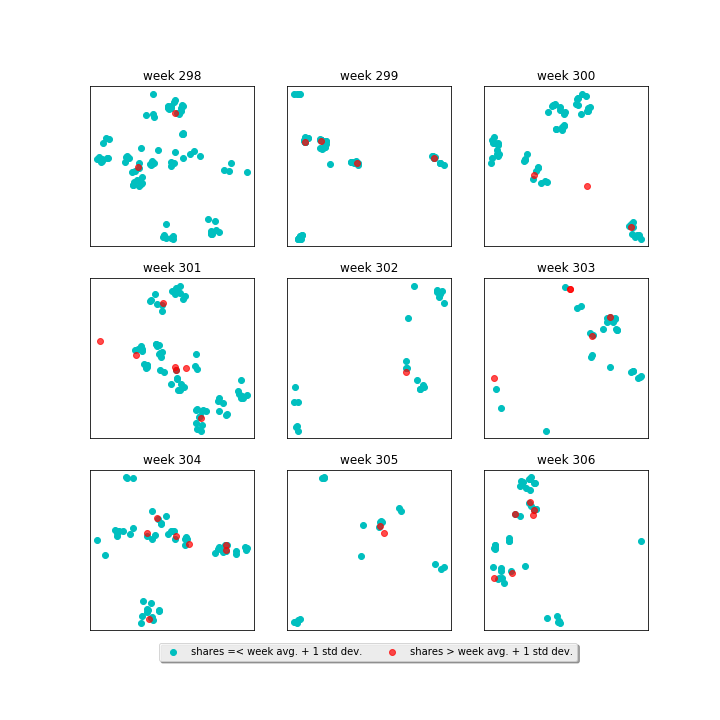 week 298
week 299
week 300
week 301
week 302
week 303
week 304
week 305
week 306
shares =< week avg. + 1 std dev.
shares > week avg. + 1 std dev.